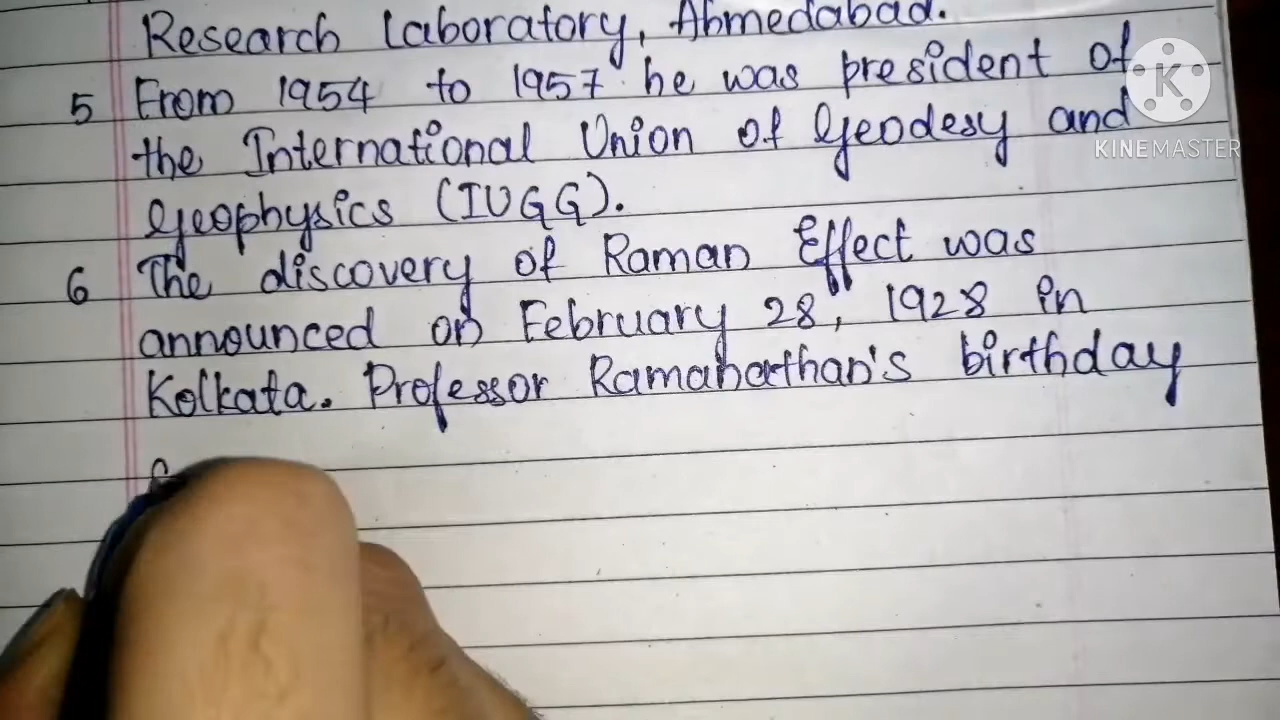 Research Laboratory, Ahmedabad.
5 From 1954 to 1957 he was president of
the International Union of Geodesy and
Geophysics (IUGG).
6 The discovery of Raman Effect was
announced on February 28, 1928 in
Kolkata. Professor Ramanathan's birthday
K
KINEMASTER